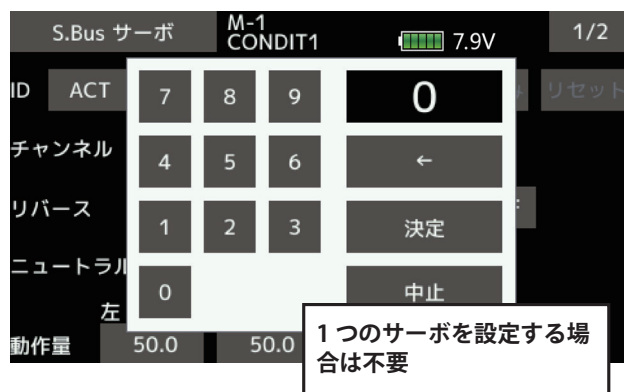 S.Bus サーボ M-1 CONDIT1 7.9V 1/2
ID ACT リセット
チャンネル
リバース
ニュートラル
左
動作量 50.0 50.0
7 8 9 0
4 5 6 ←
1 2 3 決定
0 中止
1 つのサーボを設定する場
合は不要